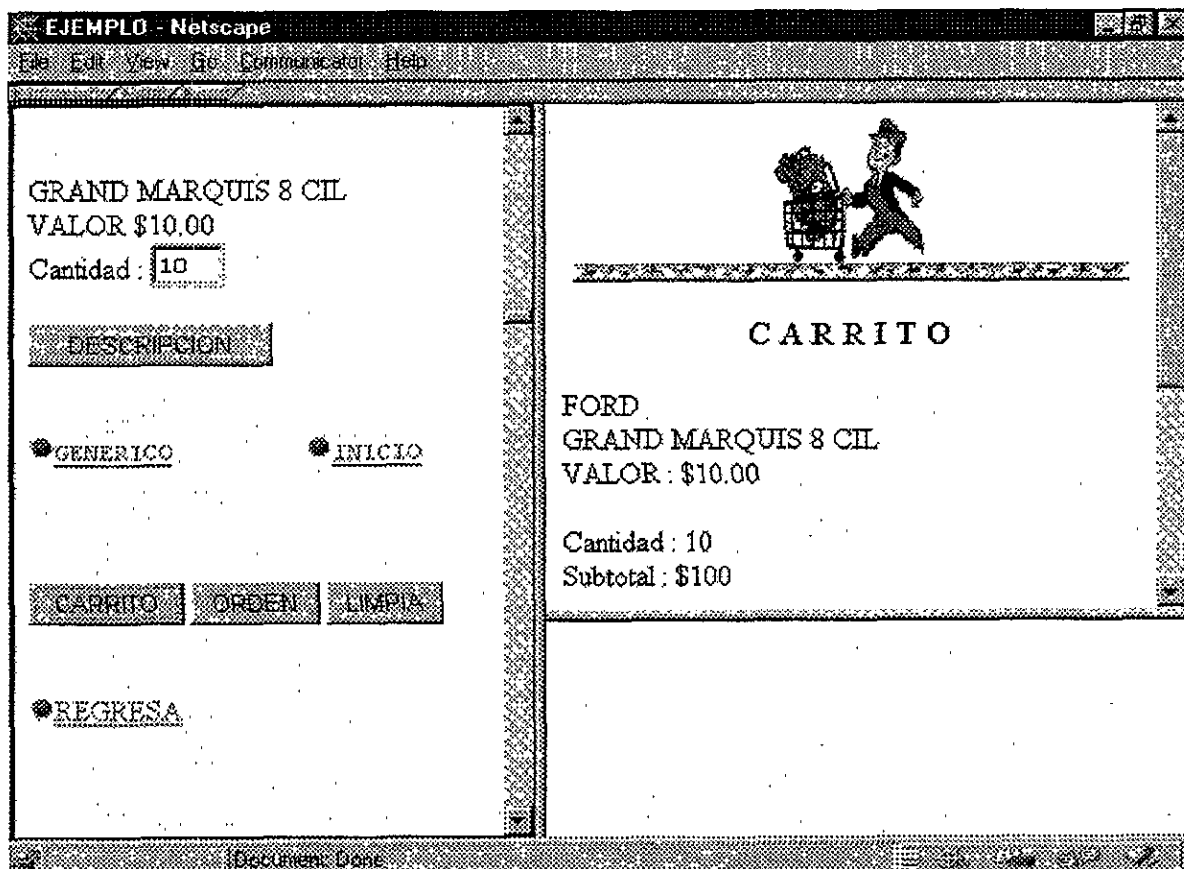 EJEMPLO - Netscape
File Edit View Go Communicator Help
GRAND MARQUIS 8 CIL
VALOR $10.00
Cantidad : 10
DESCRIPCION
GENERICO INICIO
CARRITO ORDEN LIMPIA
REGRESA
CARRITO
FORD
GRAND MARQUIS 8 CIL
VALOR : $10.00
Cantidad : 10
Subtotal : $100
Document: Done